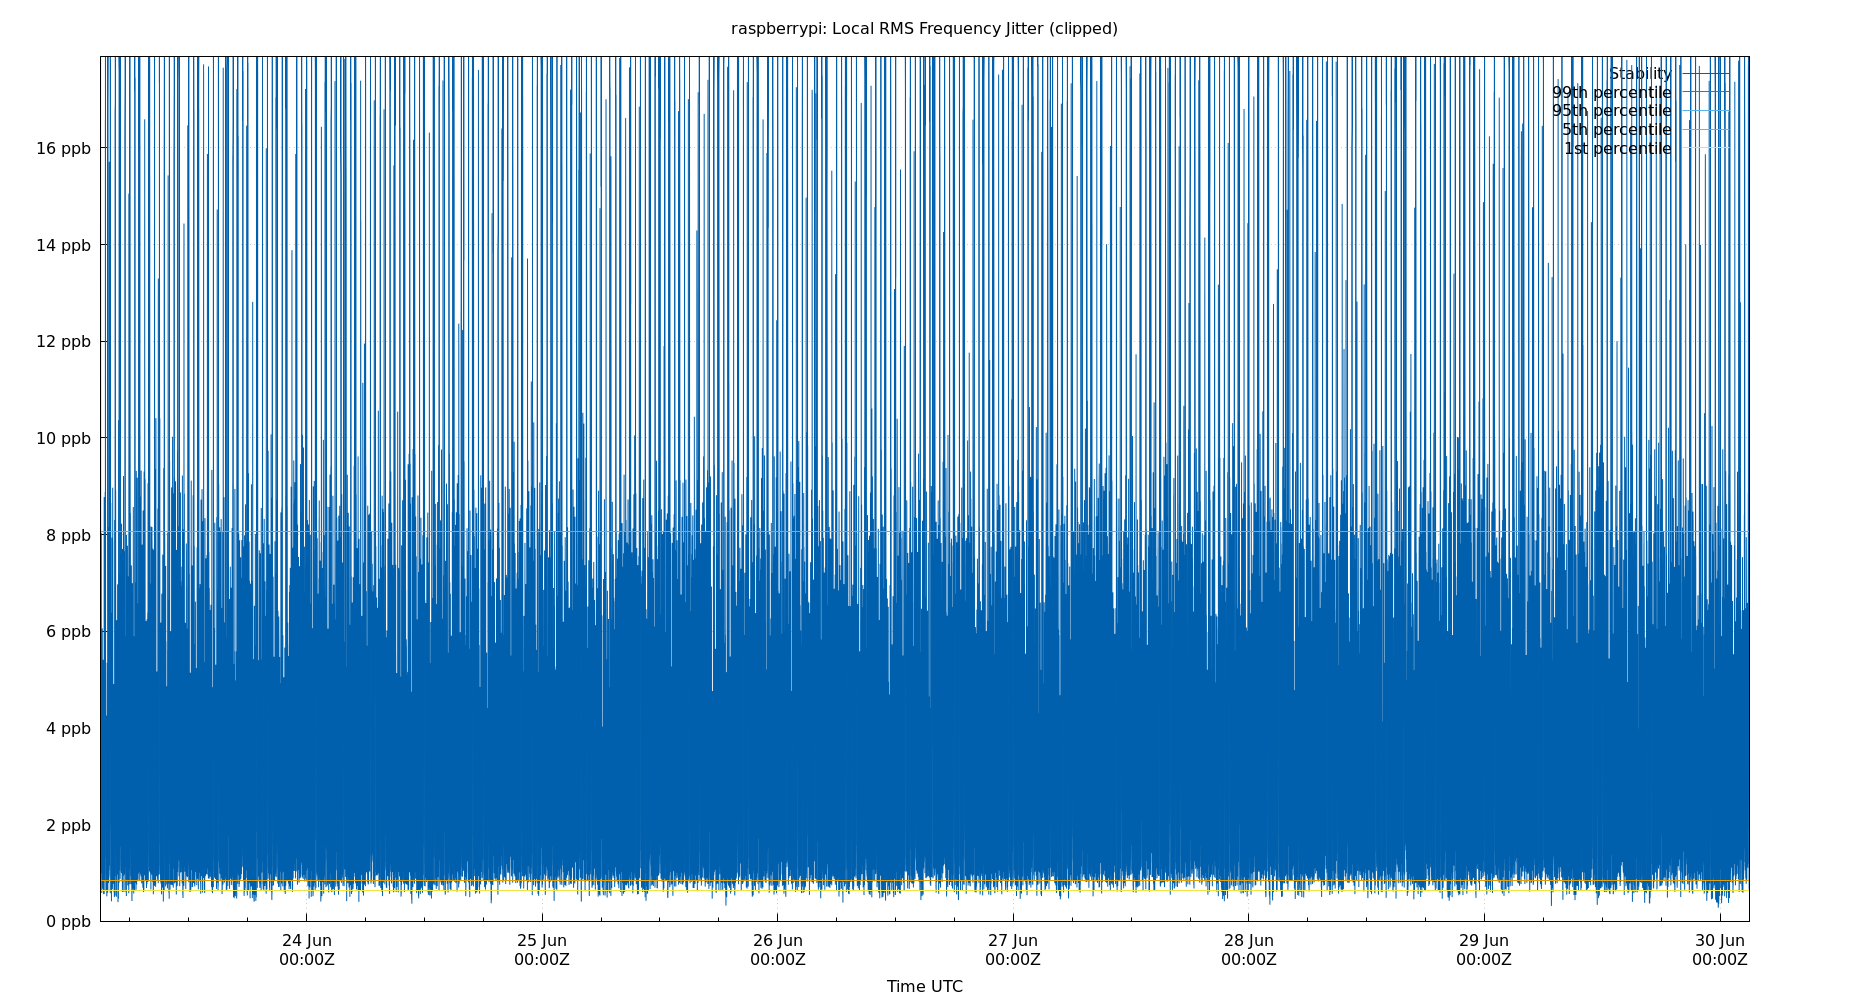 raspberrypi: Local RMS Frequency Jitter (clipped)
Stability
99th percentile
95th percentile
5th percentile
1st percentile
16 ppb
14 ppb
12 ppb
10 ppb
8 ppb
6 ppb
4 ppb
2 ppb
0 ppb
24 Jun 25 Jun 26 Jun 27 Jun 28 Jun 29 Jun 30 Jun
00:00Z 00:00Z 00:00Z 00:00Z 00:00Z 00:00Z 00:00Z
Time UTC